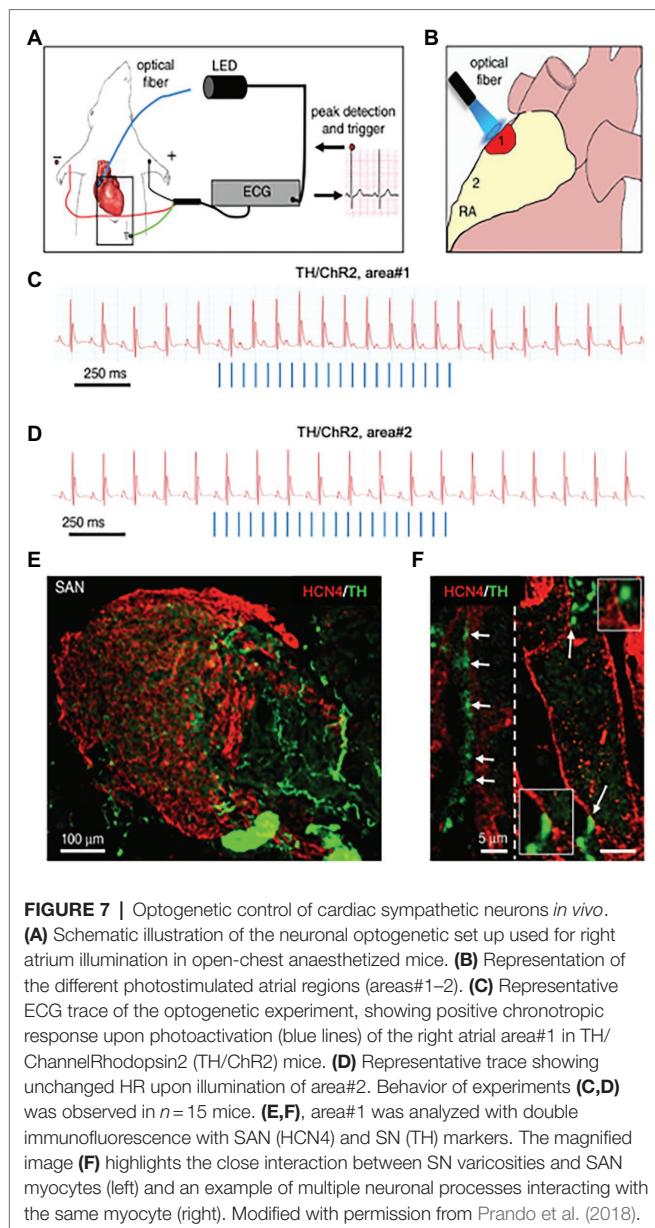 A
optical
fiber
LED
peak detection
and trigger
–
+
ECG
B
optical
fiber
1
2
RA
C
TH/ChR2, area#1
250 ms
D
TH/ChR2, area#2
250 ms
E
SAN
HCN4/TH
100 µm
F
HCN4/TH
5 µm
FIGURE 7 | Optogenetic control of cardiac sympathetic neurons in vivo.
(A) Schematic illustration of the neuronal optogenetic set up used for right
atrium illumination in open-chest anaesthetized mice. (B) Representation of
the different photostimulated atrial regions (areas#1–2). (C) Representative
ECG trace of the optogenetic experiment, showing positive chronotropic
response upon photoactivation (blue lines) of the right atrial area#1 in TH/
ChannelRhodopsin2 (TH/ChR2) mice. (D) Representative trace showing
unchanged HR upon illumination of area#2. Behavior of experiments (C,D)
was observed in n = 15 mice. (E,F), area#1 was analyzed with double
immunofluorescence with SAN (HCN4) and SN (TH) markers. The magnified
image (F) highlights the close interaction between SN varicosities and SAN
myocytes (left) and an example of multiple neuronal processes interacting with
the same myocyte (right). Modified with permission from Prando et al. (2018).